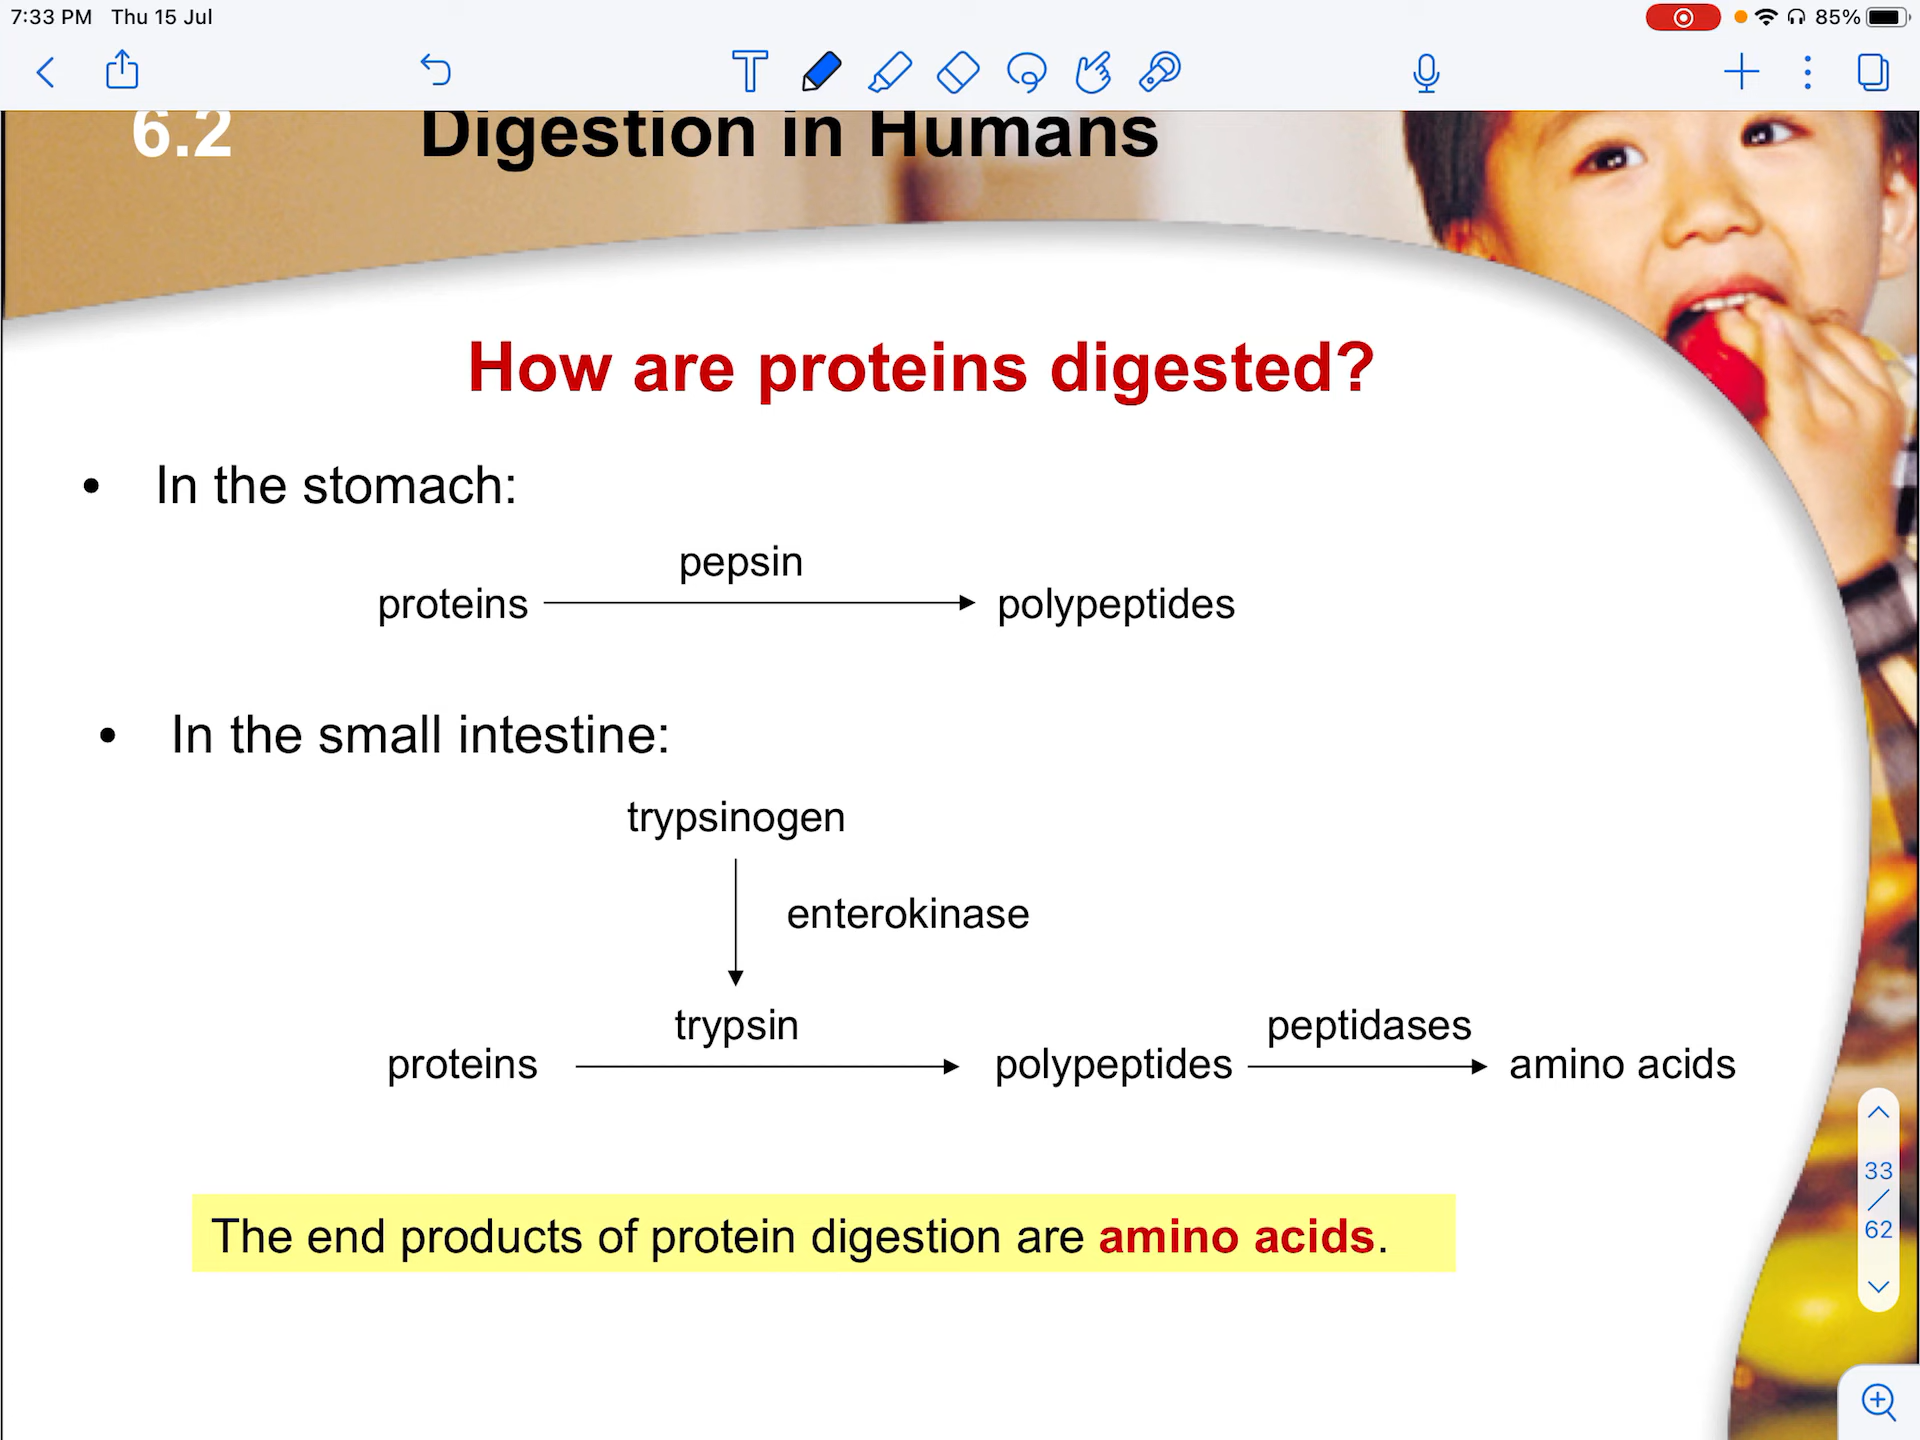 7:33 PM Thu 15 Jul 85%
6.2 Digestion in Humans
How are proteins digested?
• In the stomach:
pepsin
proteins polypeptides
• In the small intestine:
trypsinogen
enterokinase
trypsin peptidases
proteins polypeptides amino acids
33
/
62
The end products of protein digestion are amino acids.